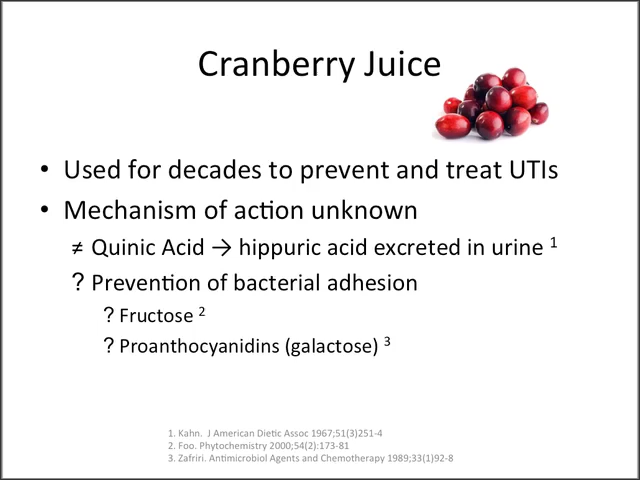 Cranberry Juice
• Used for decades to prevent and treat UTIs
• Mechanism of action unknown
≠ Quinic Acid → hippuric acid excreted in urine 1
? Prevention of bacterial adhesion
? Fructose 2
? Proanthocyanidins (galactose) 3
1. Kahn. J American Dietic Assoc 1967;51(3)251-4
2. Foo. Phytochemistry 2000;54(2):173-81
3. Zafriri. Antimicrobiol Agents and Chemotherapy 1989;33(1)92-8